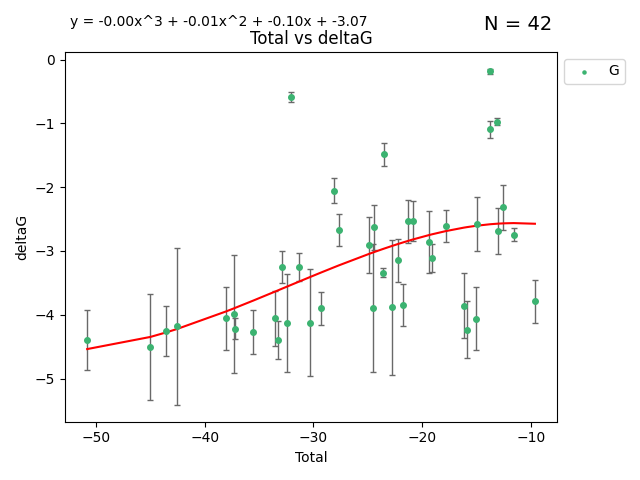 y = -0.00x^3 + -0.01x^2 + -0.10x + -3.07
N = 42
Total vs deltaG
G
0
−1
−2
−3
−4
−5
deltaG
−50 −40 −30 −20 −10
Total